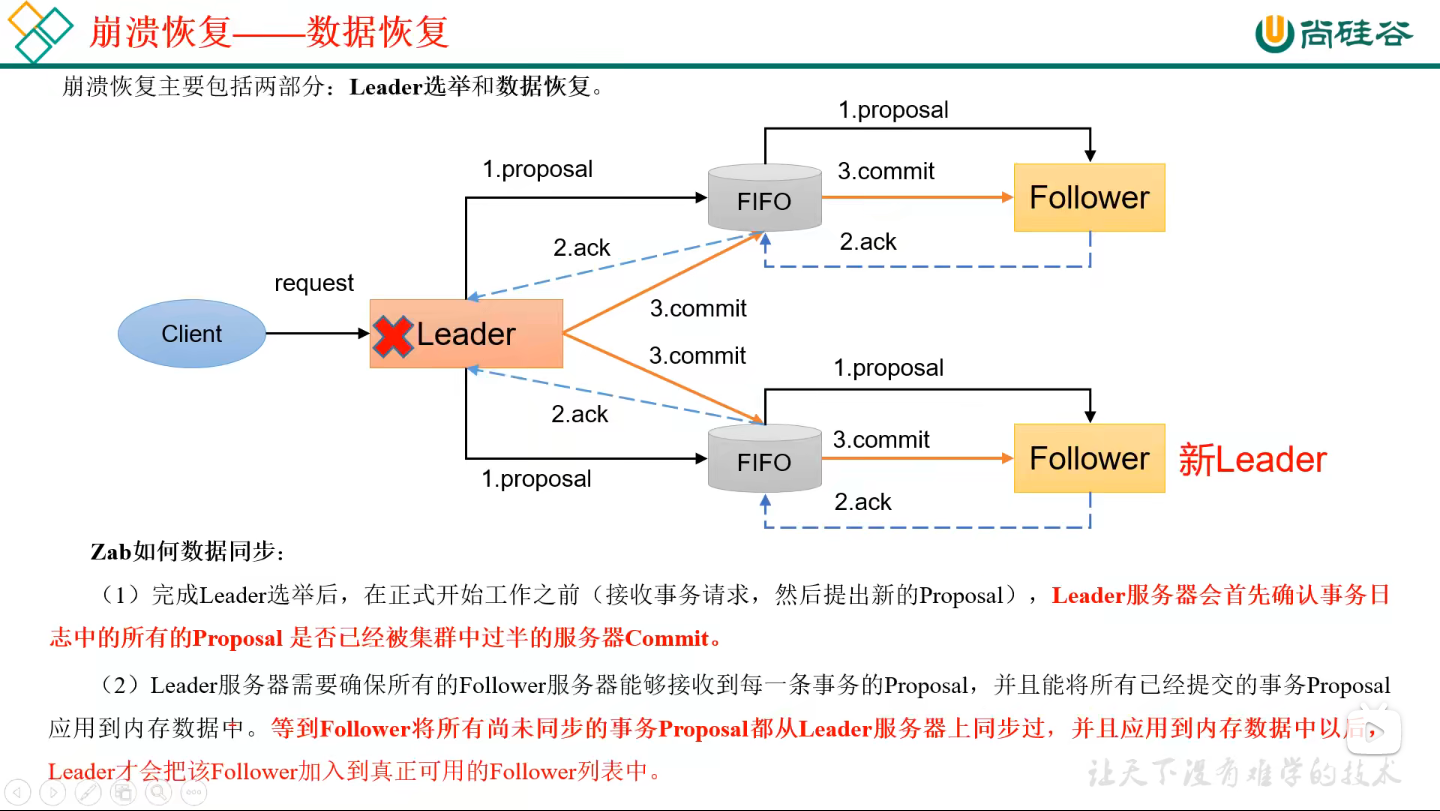 崩溃恢复——数据恢复
尚硅谷
崩溃恢复主要包括两部分：Leader选举和数据恢复。
1.proposal
1.proposal
3.commit
FIFO
Follower
2.ack
2.ack
request
3.commit
Client
Leader
3.commit
1.proposal
2.ack
3.commit
FIFO
Follower
新Leader
1.proposal
2.ack
Zab如何数据同步：
（1）完成Leader选举后，在正式开始工作之前（接收事务请求，然后提出新的Proposal），Leader服务器会首先确认事务日
志中的所有的Proposal 是否已经被集群中过半的服务器Commit。
（2）Leader服务器需要确保所有的Follower服务器能够接收到每一条事务的Proposal，并且能将所有已经提交的事务Proposal
应用到内存数据中。等到Follower将所有尚未同步的事务Proposal都从Leader服务器上同步过，并且应用到内存数据中以后，
Leader才会把该Follower加入到真正可用的Follower列表中。
让天下没有难学的技术